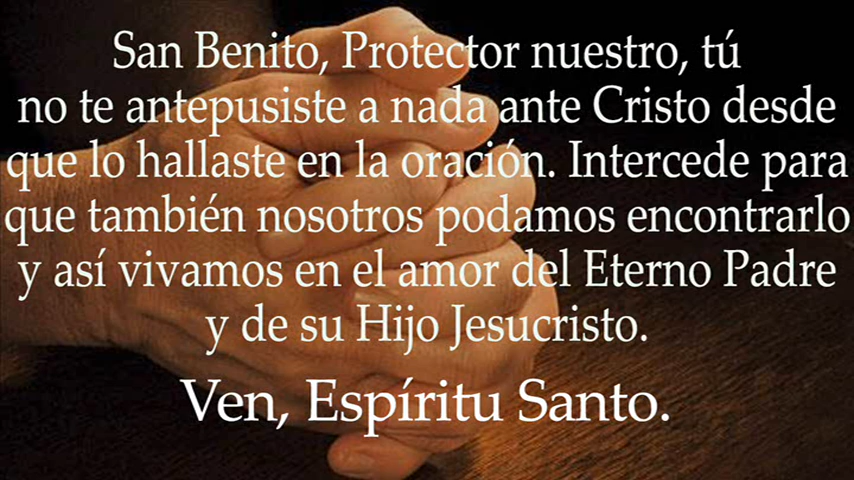 San Benito, Protector nuestro, tú
no te antepusiste a nada ante Cristo desde
que lo hallaste en la oración. Intercede para
que también nosotros podamos encontrarlo
y así vivamos en el amor del Eterno Padre
y de su Hijo Jesucristo.
Ven, Espíritu Santo.